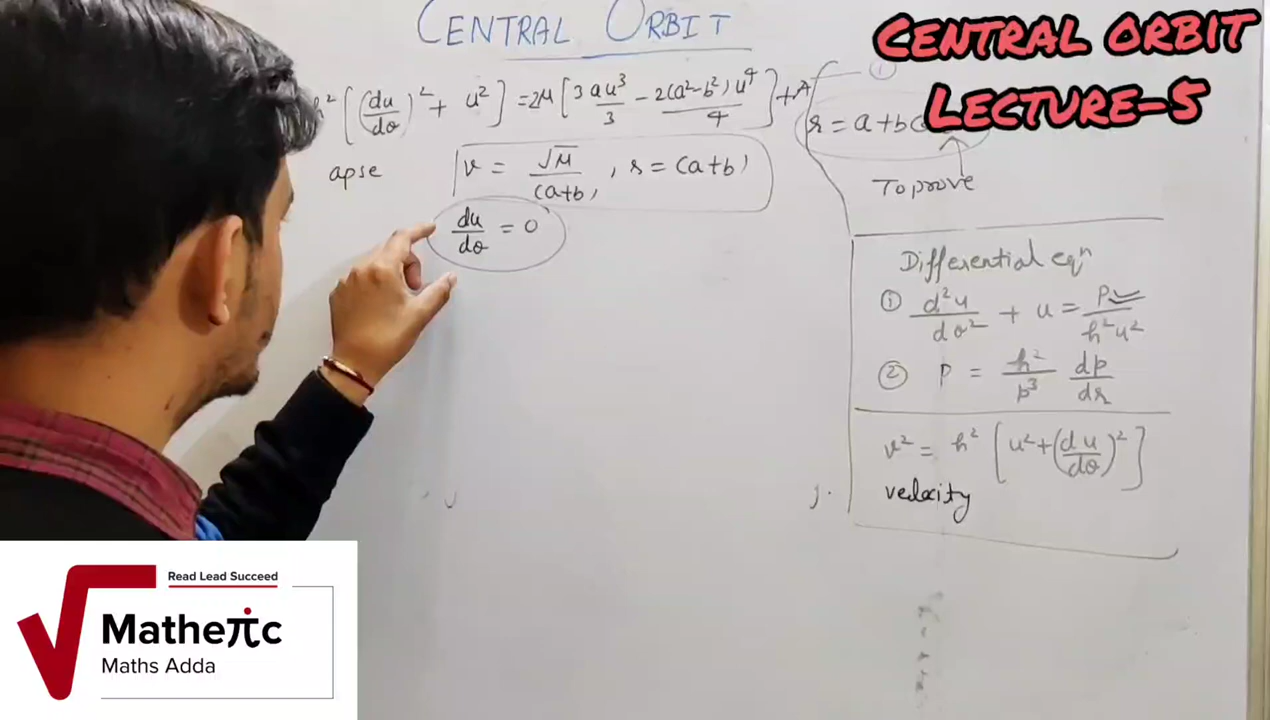 CENTRAL ORBIT
CENTRAL ORBIT
LECTURE-5
h² [(du/dθ)² + u²] = 2μ [3au³/3 - 2(a²-b²)u⁴/4] + A
①
r = a+b
To prove
apse
v = √μ/(a+b) , r = (a+b)
du/dθ = 0
Differential eqⁿ
① d²u/dθ² + u = P/h²u²
② P = h²/p³ dp/dr
v² = h² [u² + (du/dθ)²]
velocity
Read Lead Succeed
Matheπc
Maths Adda